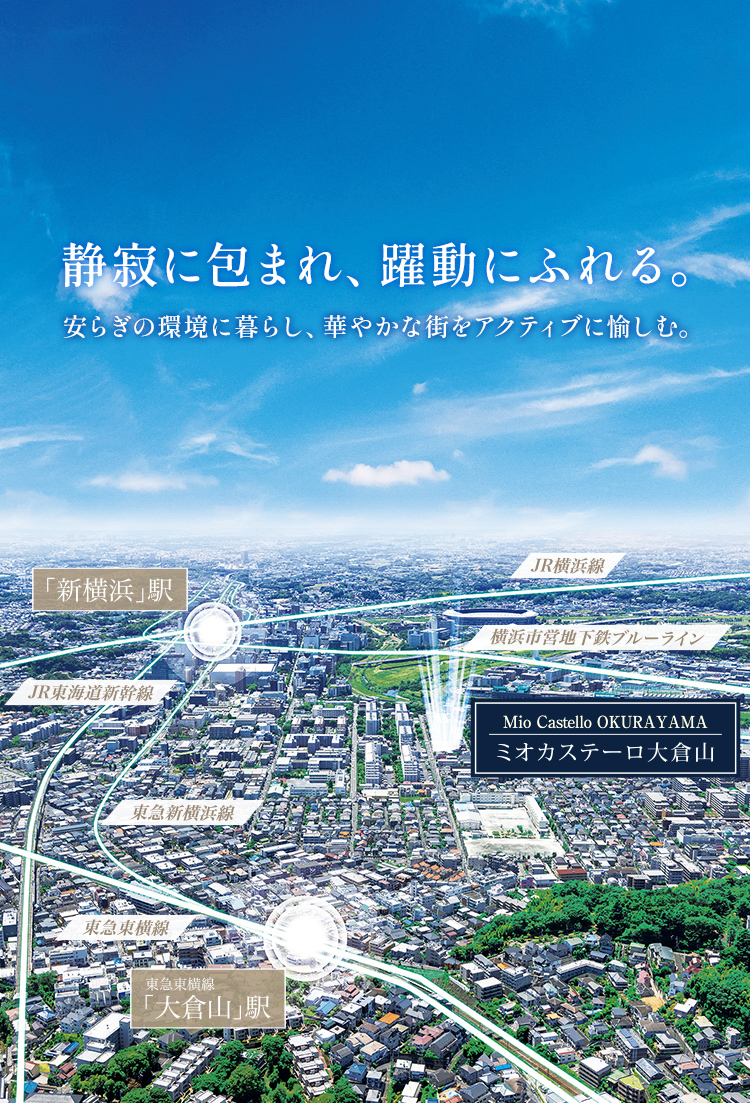 静寂に包まれ、躍動にふれる。
安らぎの環境に暮らし、華やかな街をアクティブに愉しむ。
JR横浜線
「新横浜」駅
横浜市営地下鉄ブルーライン
JR東海道新幹線
Mio Castello OKURAYAMA
ミオカステーロ大倉山
東急新横浜線
東急東横線
東急東横線
「大倉山」駅